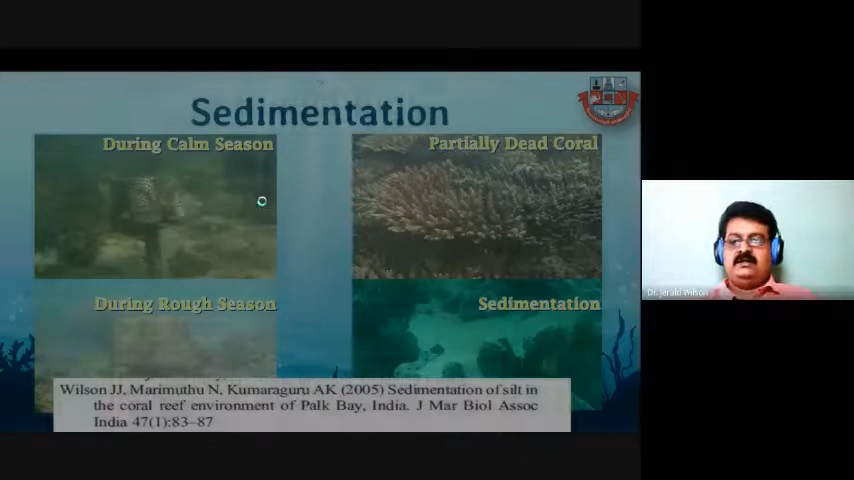 Sedimentation
During Calm Season
Partially Dead Coral
During Rough Season
Sedimentation
Wilson JJ, Marimuthu N, Kumaraguru AK (2005) Sedimentation of silt in
the coral reef environment of Palk Bay, India. J Mar Biol Assoc
India 47(1):83–87
Dr. Jerald Wilson